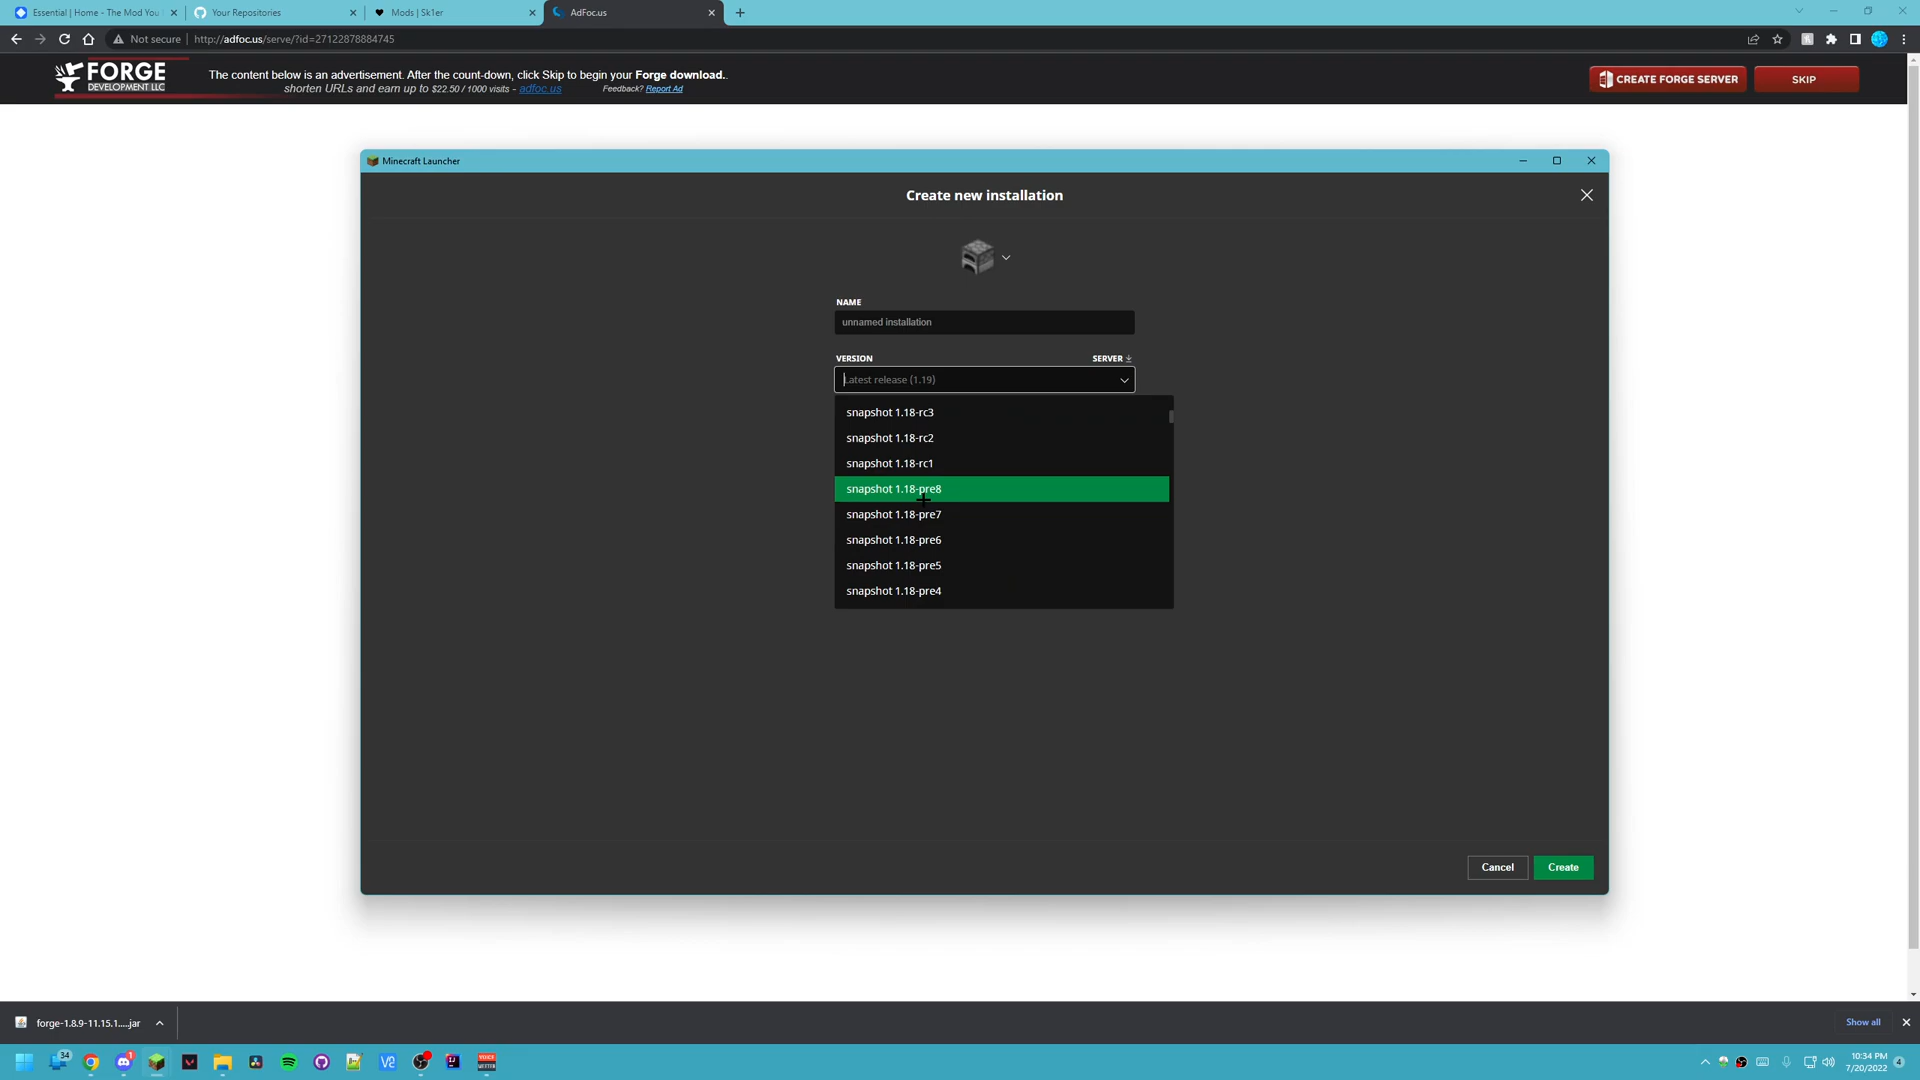 Essential | Home - The Mod You
Your Repositories
Mods | Sk1er
AdFoc.us
Not secure
http://adfoc.us/serve/?id=27122878884745
FORGE
DEVELOPMENT LLC
The content below is an advertisement. After the count-down, click Skip to begin your Forge download..
shorten URLs and earn up to $22.50 / 1000 visits - adfoc.us
Feedback? Report Ad
CREATE FORGE SERVER
SKIP
Minecraft Launcher
Create new installation
NAME
unnamed installation
VERSION
SERVER
Latest release (1.19)
snapshot 1.18-rc3
snapshot 1.18-rc2
snapshot 1.18-rc1
snapshot 1.18-pre8
snapshot 1.18-pre7
snapshot 1.18-pre6
snapshot 1.18-pre5
snapshot 1.18-pre4
Cancel
Create
forge-1.8.9-11.15.1....jar
Show all
34
1
IJ
10:34 PM
7/20/2022
4